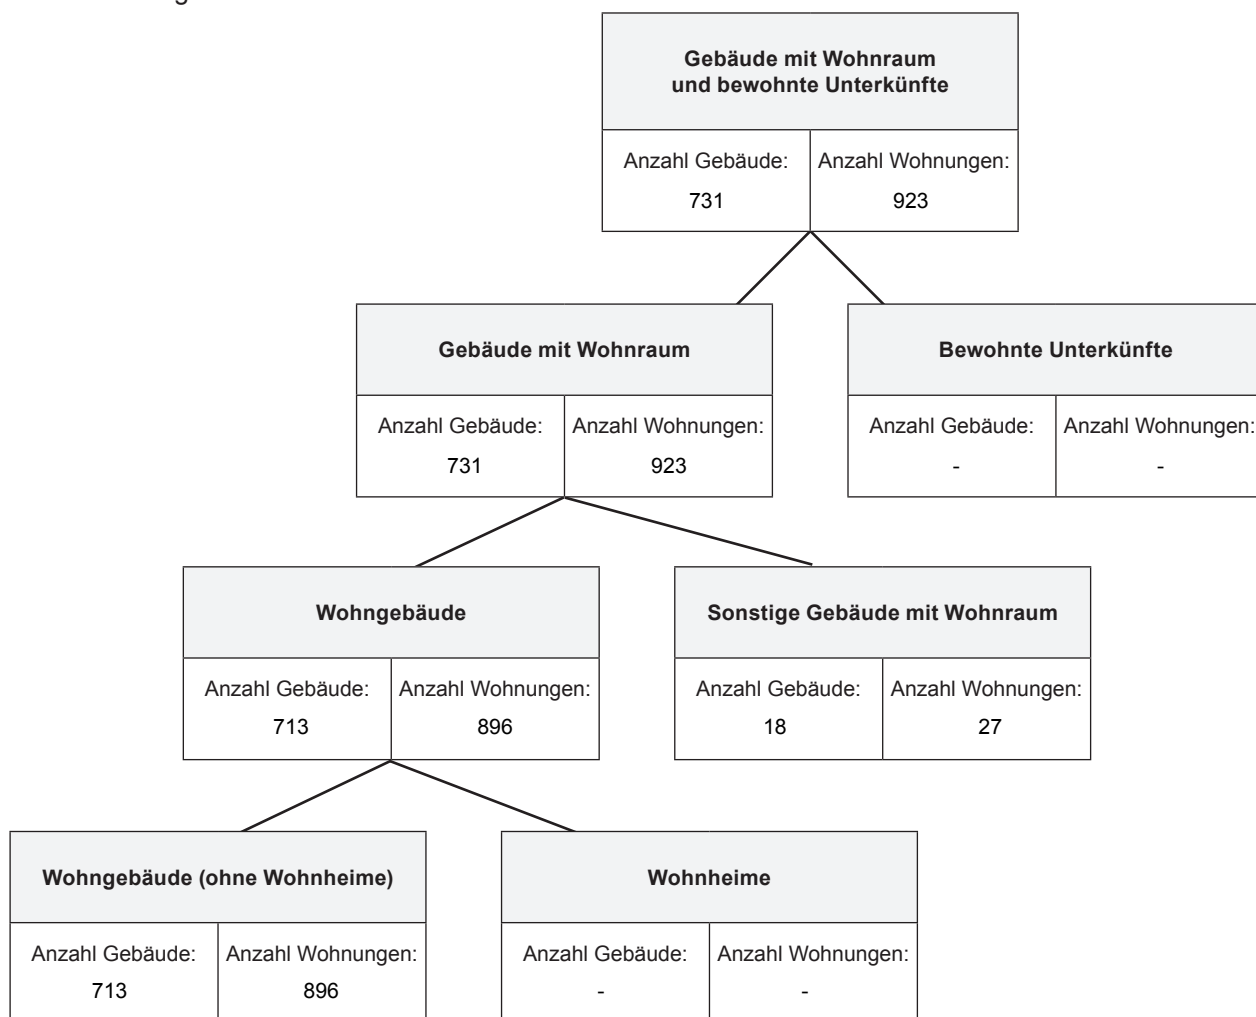 Gebäude mit Wohnraum
und bewohnte Unterkünfte
Anzahl Gebäude: Anzahl Wohnungen:
731 923
Gebäude mit Wohnraum
Anzahl Gebäude: Anzahl Wohnungen:
731 923
Bewohnte Unterkünfte
Anzahl Gebäude: Anzahl Wohnungen:
- -
Wohngebäude
Anzahl Gebäude: Anzahl Wohnungen:
713 896
Sonstige Gebäude mit Wohnraum
Anzahl Gebäude: Anzahl Wohnungen:
18 27
Wohngebäude (ohne Wohnheime)
Anzahl Gebäude: Anzahl Wohnungen:
713 896
Wohnheime
Anzahl Gebäude: Anzahl Wohnungen:
- -